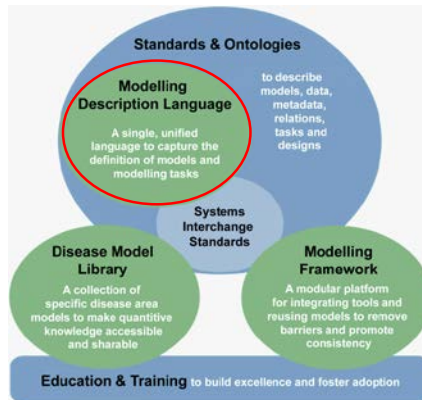 Standards & Ontologies
Modelling
Description Language
A single, unified
language to capture the
definition of models and
modelling tasks
to describe
models, data,
metadata,
relations,
tasks and
designs
Systems
Interchange
Standards
Disease Model
Library
A collection of
specific disease area
models to make quantitive
knowledge accessible
and sharable
Modelling
Framework
A modular platform
for integrating tools and
reusing models to remove
barriers and promote
consistency
Education & Training to build excellence and foster adoption